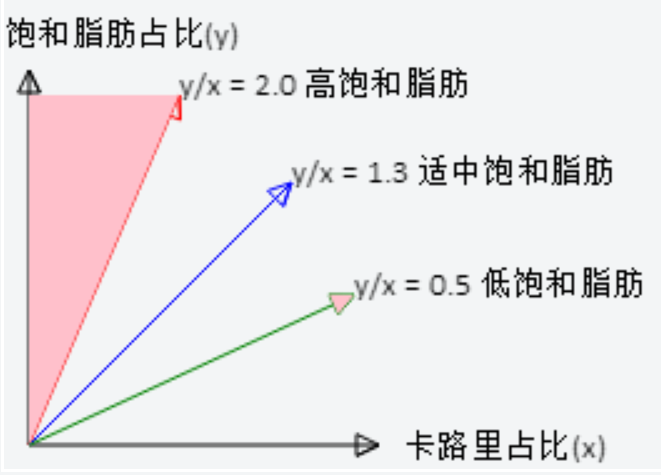 饱和脂肪占比(y)
y/x = 2.0 高饱和脂肪
y/x = 1.3 适中饱和脂肪
y/x = 0.5 低饱和脂肪
卡路里占比(x)